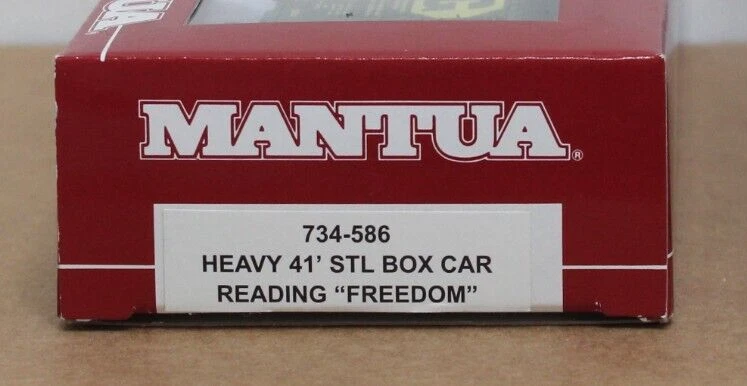 MANTUA®
734-586
HEAVY 41' STL BOX CAR
READING “FREEDOM”